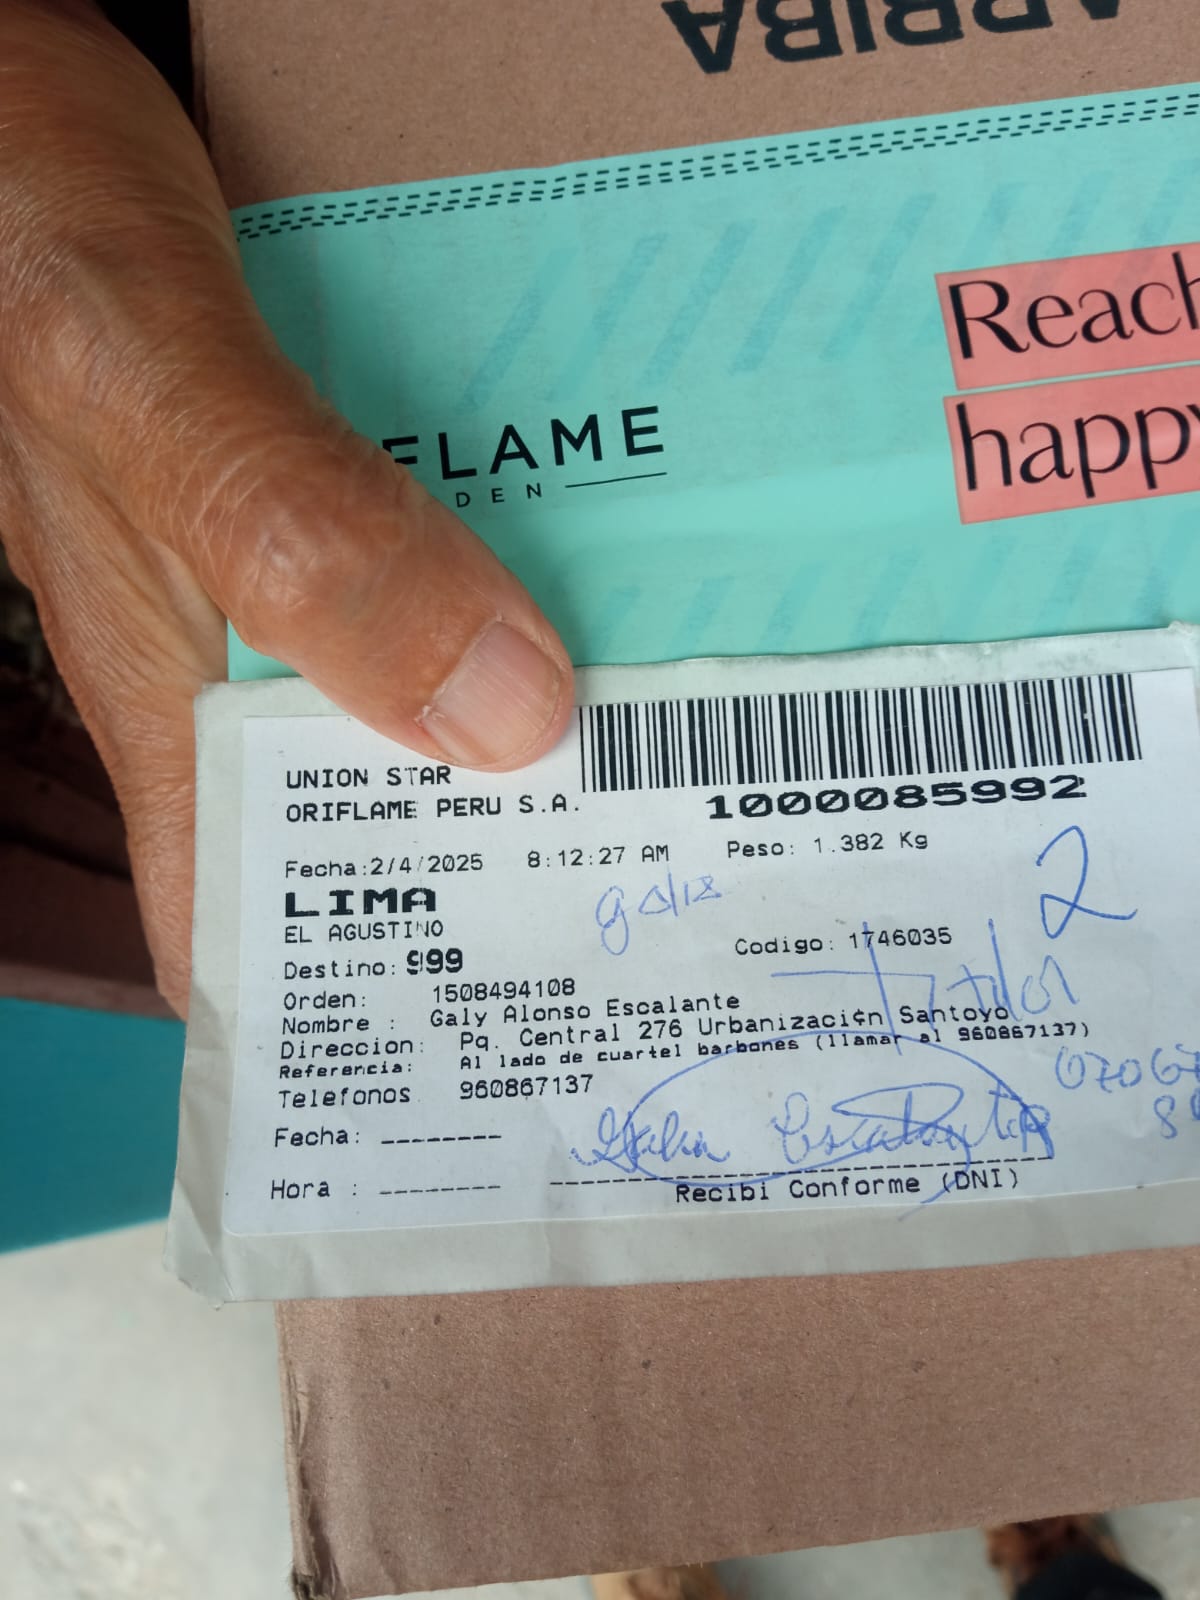 ARRIBA
Reach
happy
FLAME
DEN
UNION STAR
ORIFLAME PERU S.A.
1000085992
Fecha:2/4/2025 8:12:27 AM Peso: 1.382 Kg
LIMA
2
EL AGUSTINO
Codigo: 1746035
Destino: 999
Orden: 1508494108
Nombre : Galy Alonso Escalante
Direccion: Pq. Central 276 Urbanizaci¢n Santoyo
Referencia: Al lado de cuartel barbones (llamar al 960867137)
Telefonos 960867137
Fecha: --------
Hora : --------
Recibi Conforme (DNI)